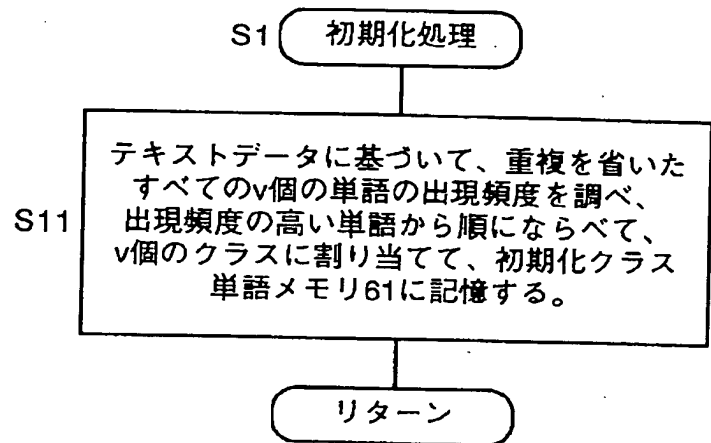 S1 初期化処理
テキストデータに基づいて、重複を省いた
すべてのv個の単語の出現頻度を調べ、
S11 出現頻度の高い単語から順にならべて、
v個のクラスに割り当てて、初期化クラス
単語メモリ61に記憶する。
リターン